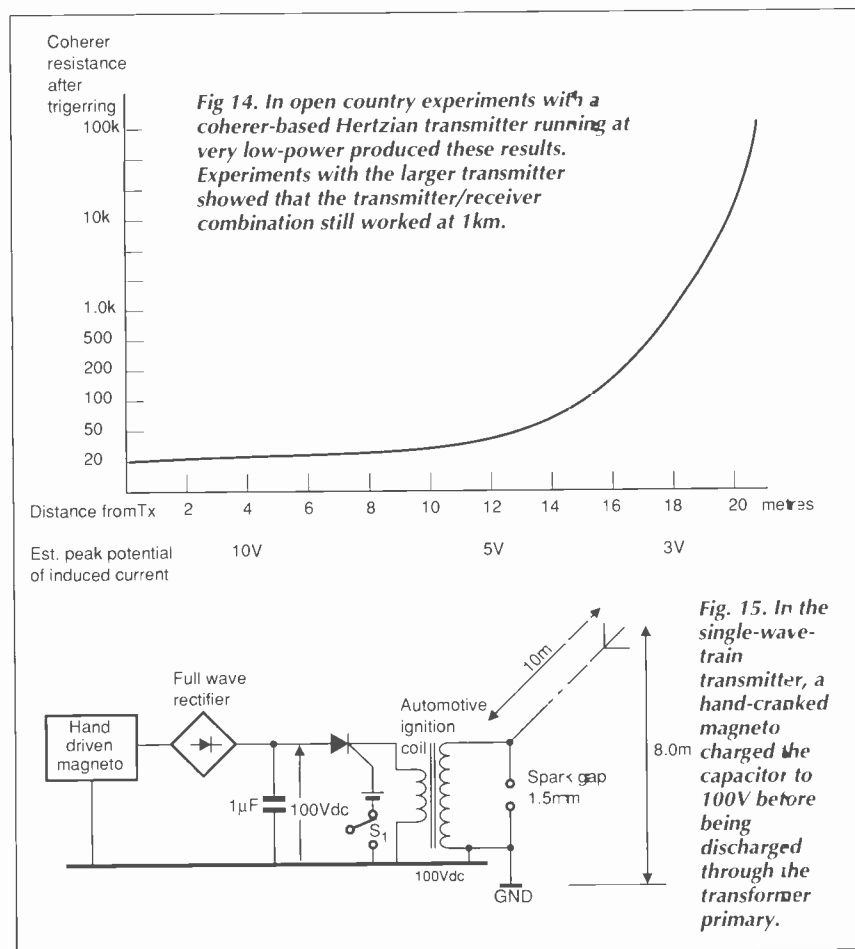 Coherer
resistance
after
trigerring
Fig 14. In open country experiments with a
coherer-based Hertzian transmitter running at
very low-power produced these results.
Experiments with the larger transmitter
showed that the transmitter/receiver
combination still worked at 1km.
100k
10k
1.0k
500
200
100
50
20
Distance fromTx 2 4 6 8 10 12 14 16 18 20 metres
Est. peak potential
of induced current
10V 5V 3V
Fig. 15. In the
single-wave-
train
transmitter, a
hand-cranked
magneto
charged the
capacitor to
100V before
being
discharged
through the
transformer
primary.
Hand
driven
magneto
Full wave
rectifier
1µF
100Vdc
S1
Automotive
ignition
coil
100Vdc
10m
Spark gap
1.5mm
8.0m
GND